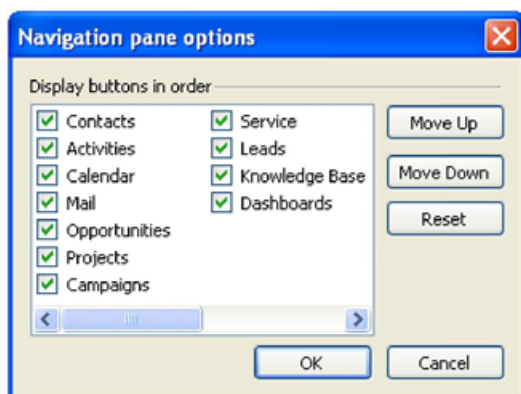 Navigation pane options
Display buttons in order
Contacts
Activities
Calendar
Mail
Opportunities
Projects
Campaigns
Service
Leads
Knowledge Base
Dashboards
Move Up
Move Down
Reset
OK
Cancel